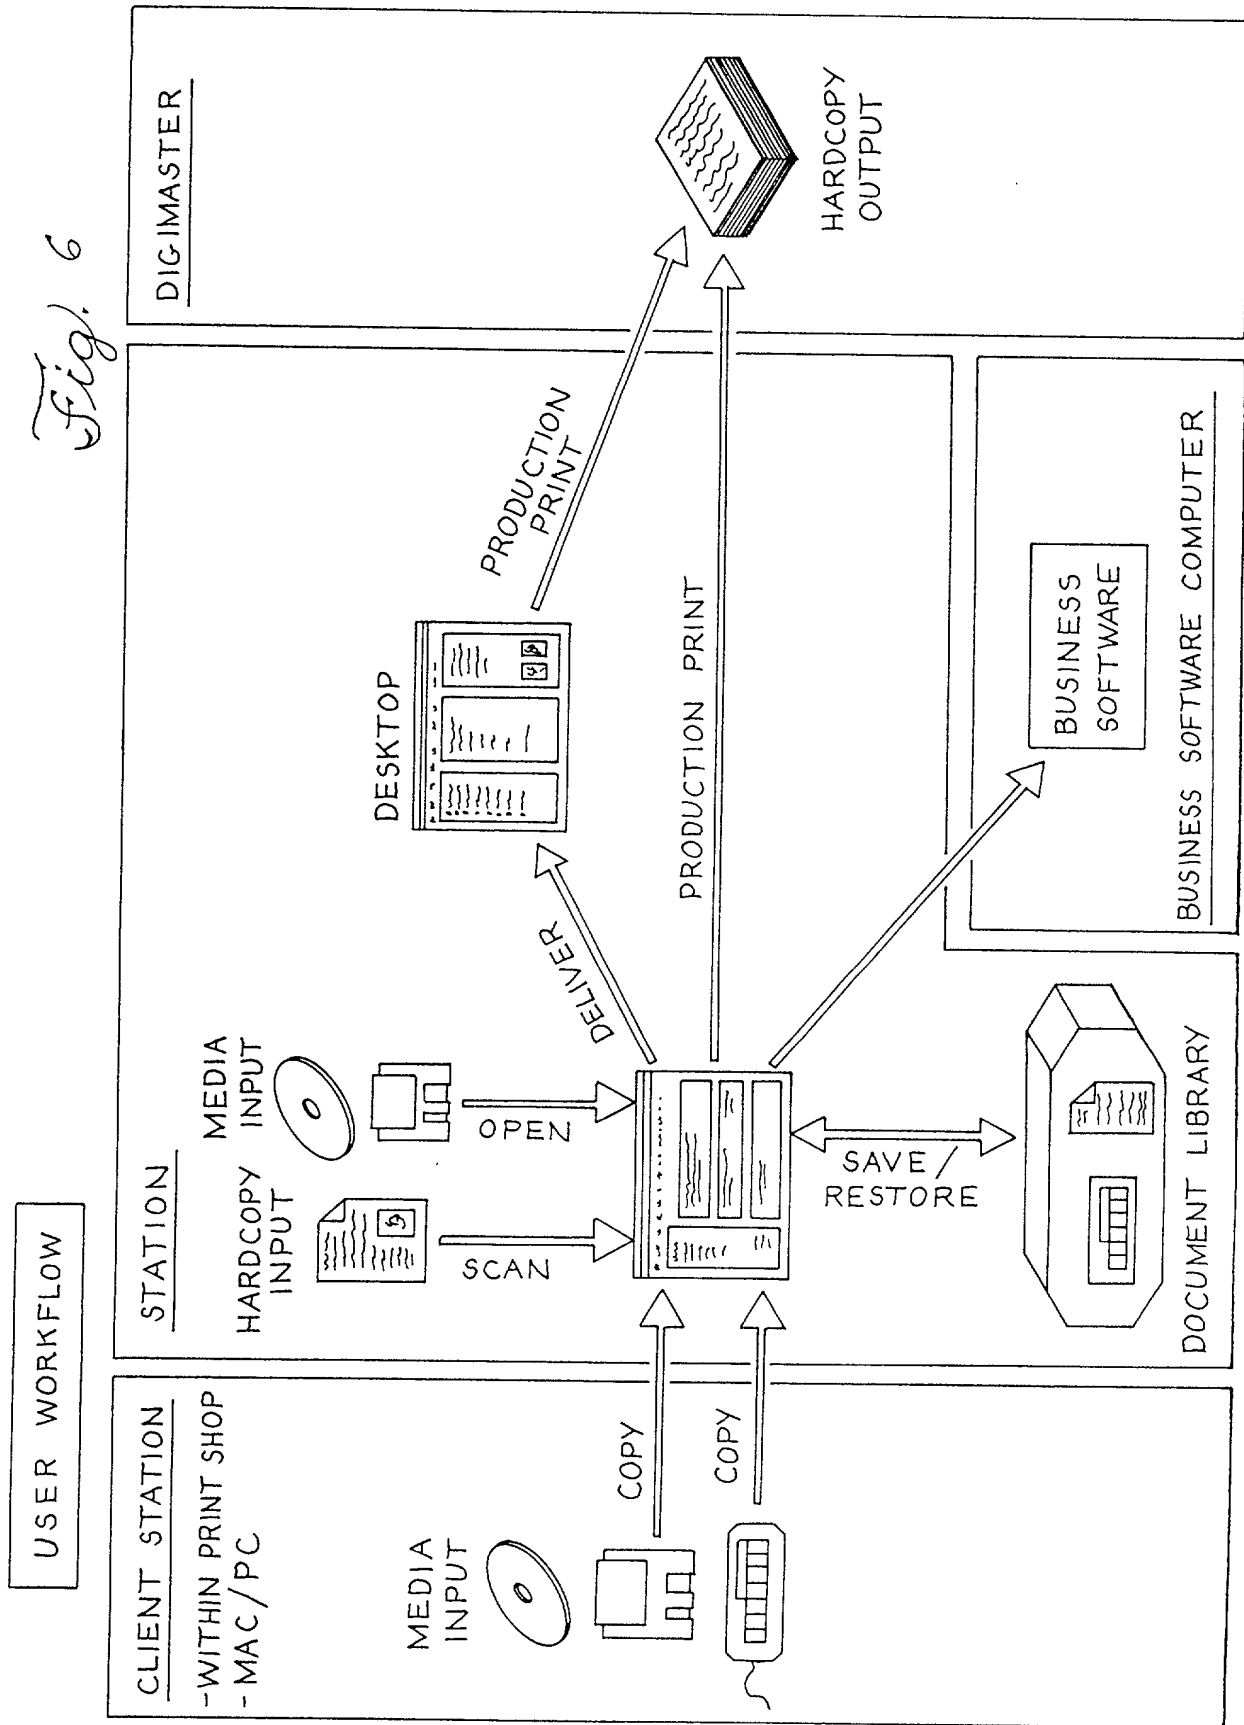 USER WORKFLOW
Fig. 6
CLIENT STATION
-WITHIN PRINT SHOP
- MAC/PC
MEDIA
INPUT
COPY
COPY
STATION
HARDCOPY
INPUT
MEDIA
INPUT
SCAN
OPEN
DELIVER
DESKTOP
PRODUCTION
PRINT
PRODUCTION PRINT
SAVE/
RESTORE
DOCUMENT LIBRARY
BUSINESS
SOFTWARE
BUSINESS SOFTWARE COMPUTER
DIGIMASTER
HARDCOPY
OUTPUT